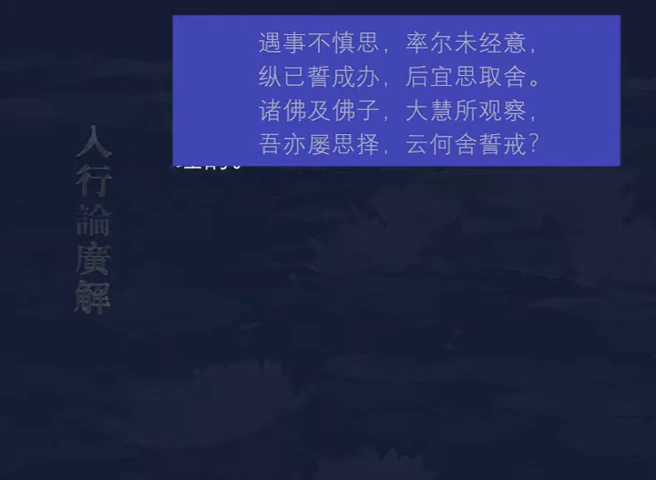 遇事不慎思，率尔未经意，
纵已誓成办，后宜思取舍。
诸佛及佛子，大慧所观察，
吾亦屡思择，云何舍誓戒？
入行論廣解